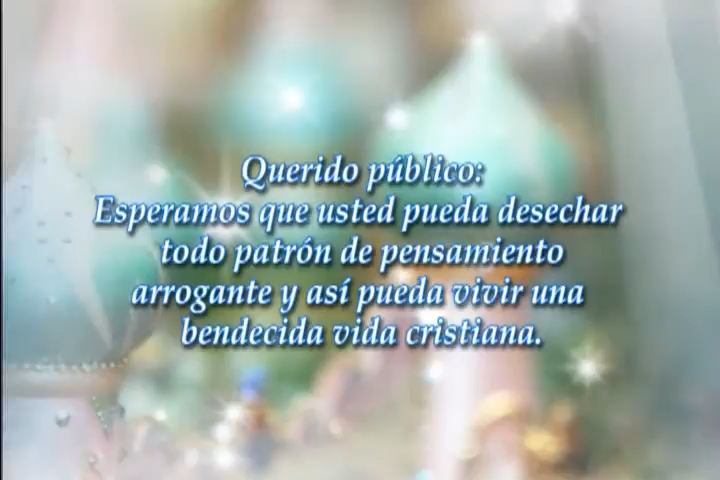 Querido público:
Esperamos que usted pueda desechar
todo patrón de pensamiento
arrogante y así pueda vivir una
bendecida vida cristiana.